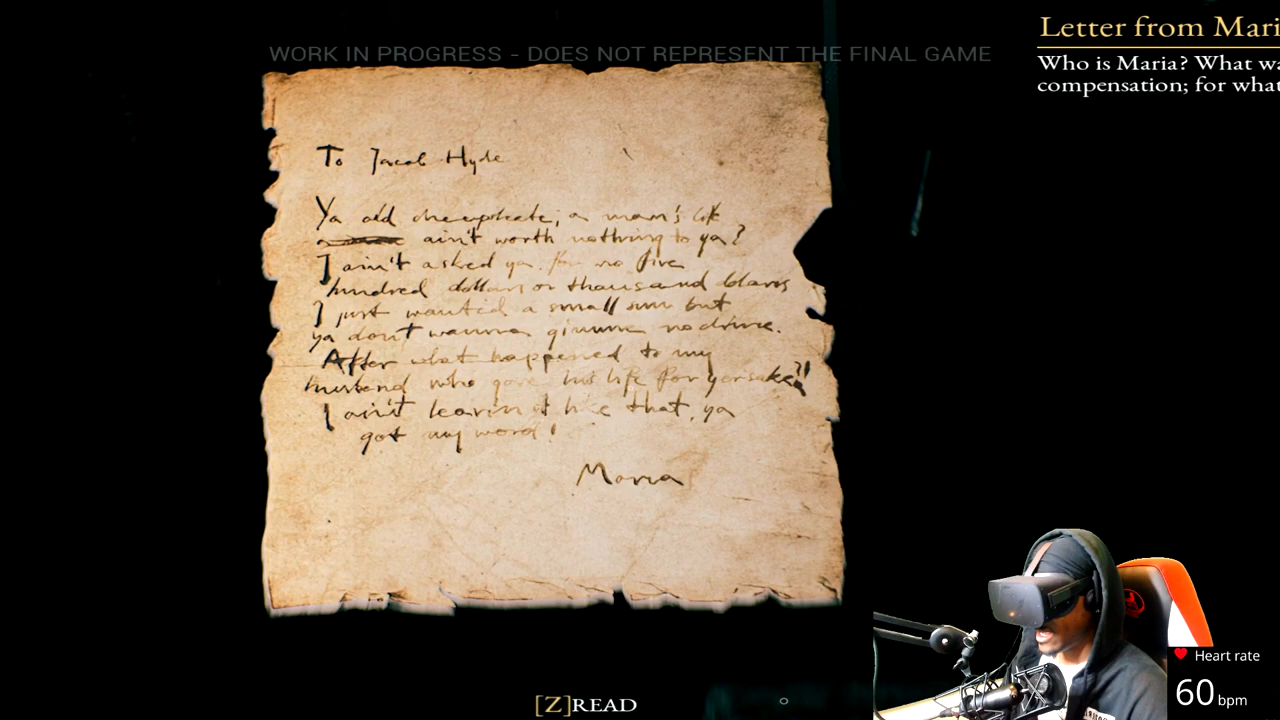 WORK IN PROGRESS - DOES NOT REPRESENT THE FINAL GAME
Letter from Mari
Who is Maria? What wa
compensation; for what
To Jacob Hyde
Ya old cheapskate, a man's life
ain't worth nothing to ya?
I ain't asked ya for no five
hundred dollars or thousand
I just wanted a small sum but
ya don't wanna gimme no dime.
After what happened to my
husband who gave his life for yer sake?!
I ain't leavin it like that, ya
got my word!
Maria
[Z]READ
Heart rate
60 bpm